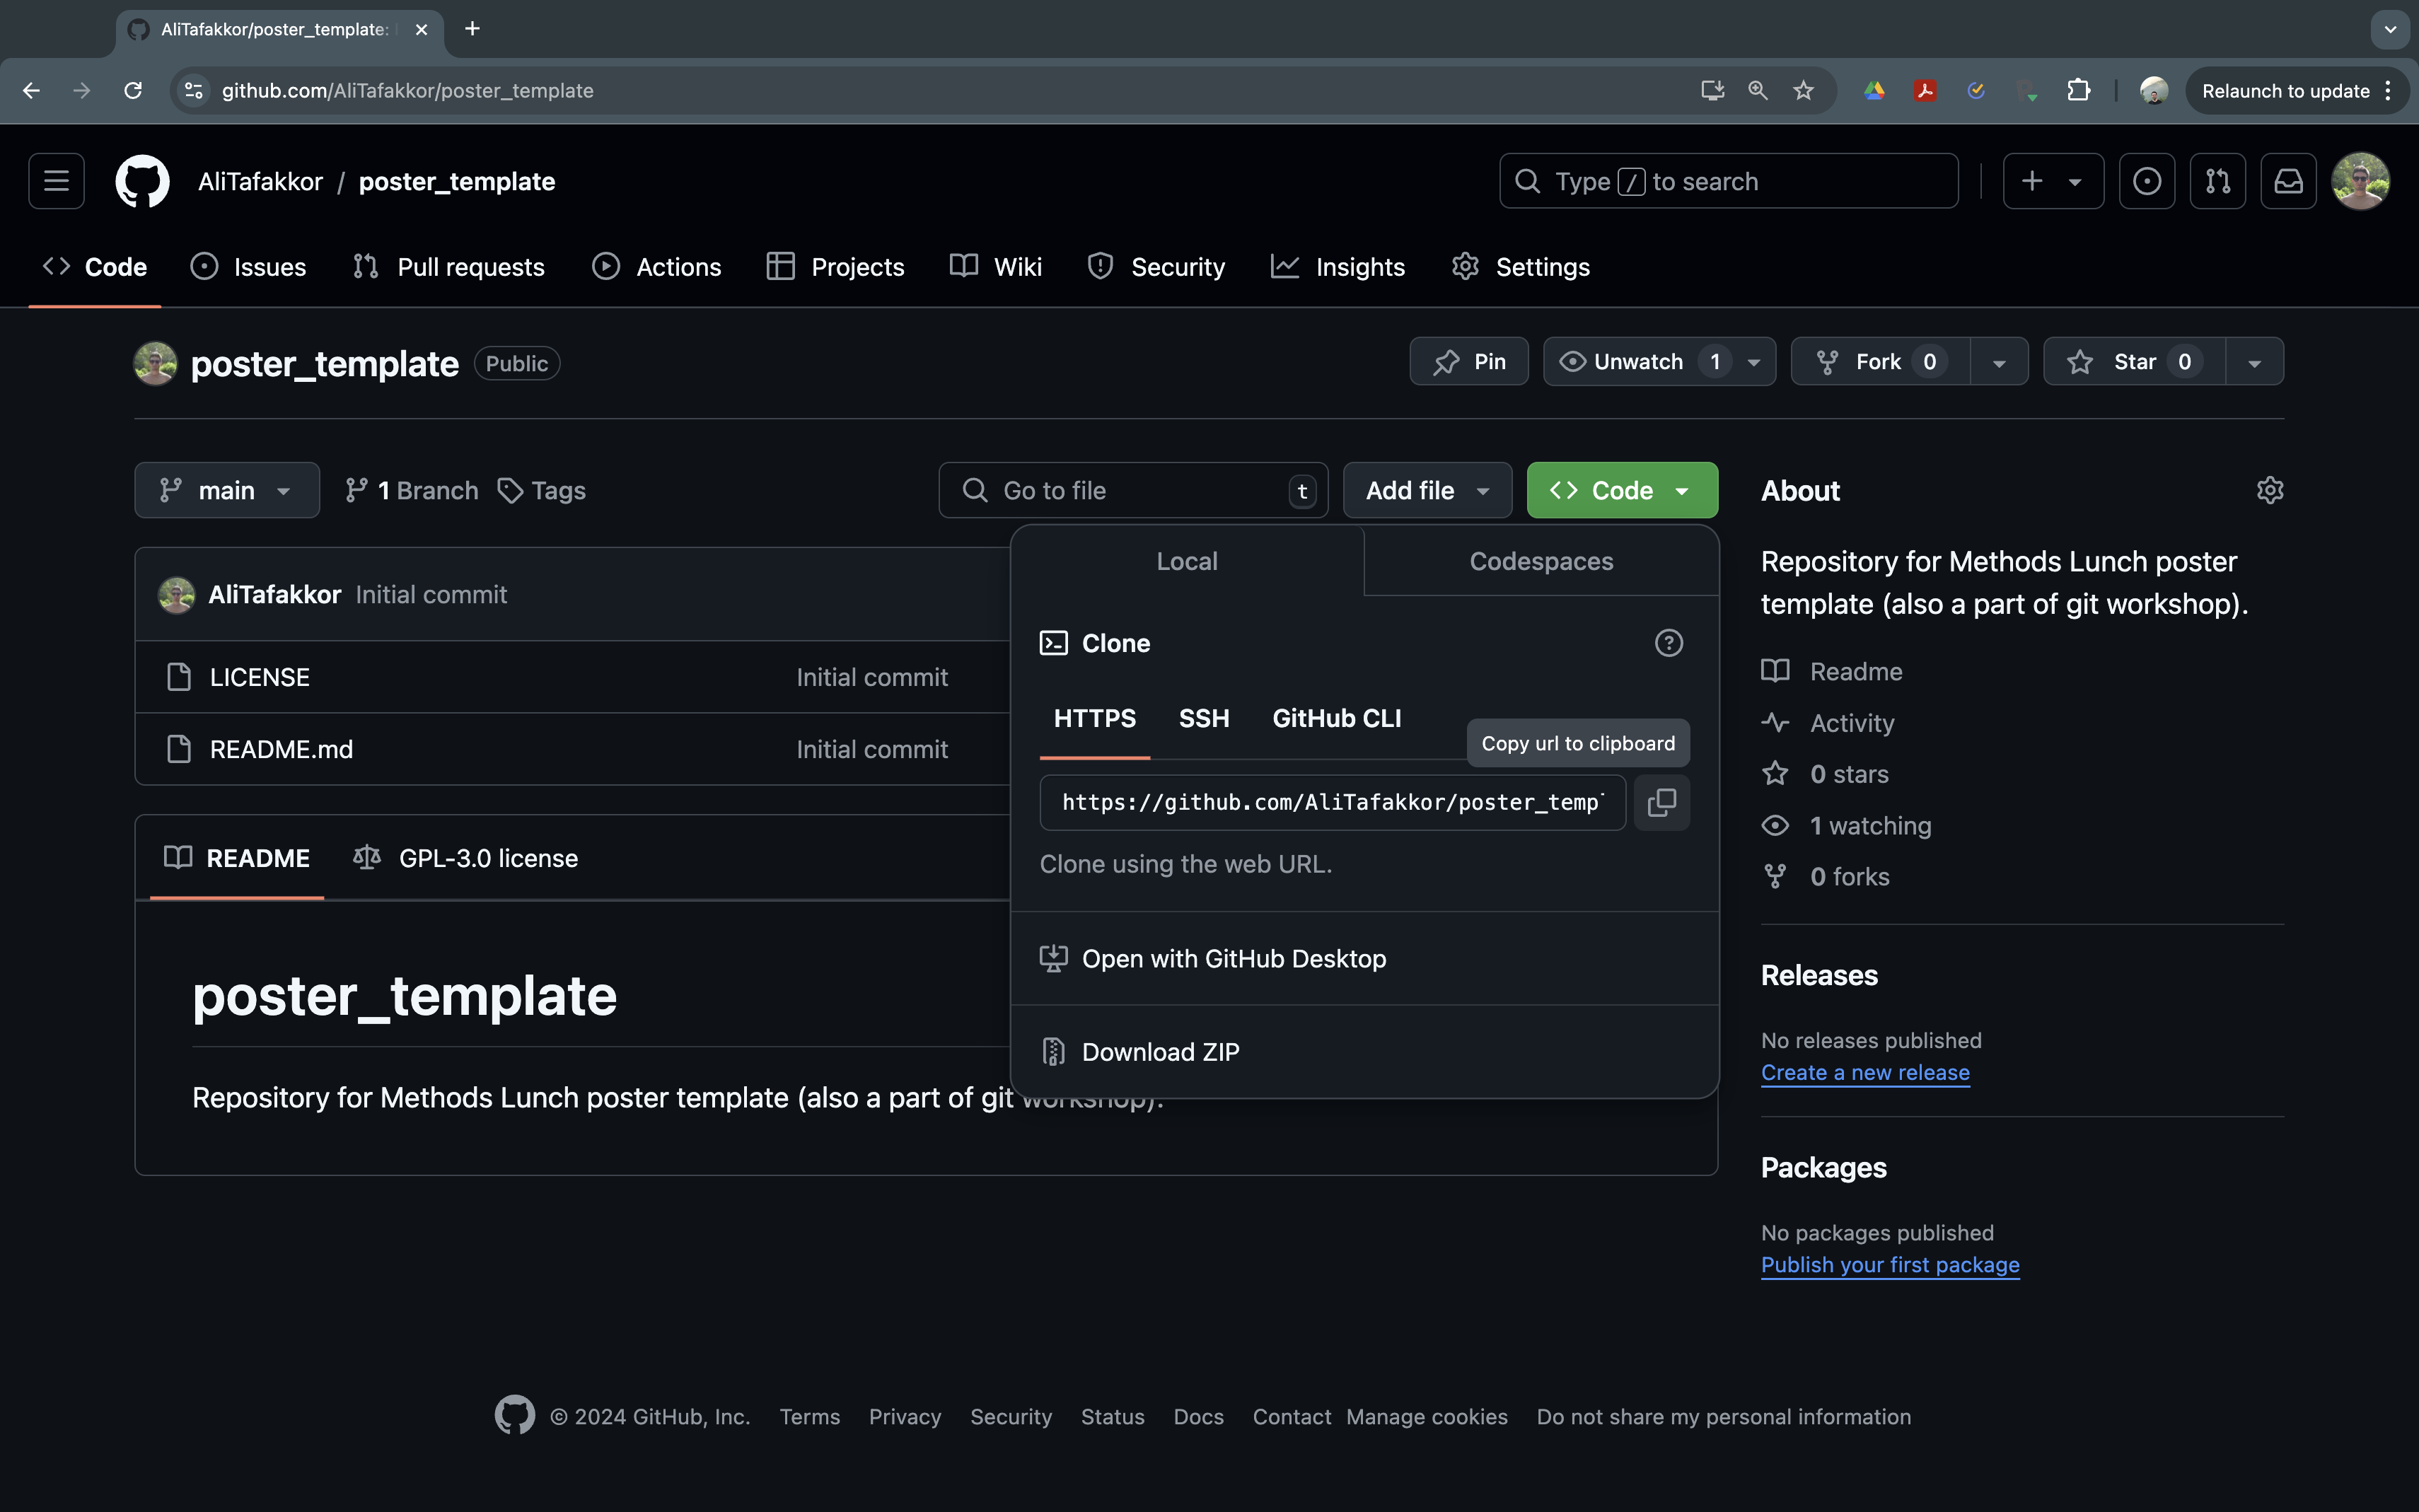 AliTafakkor/poster_template:
github.com/AliTafakkor/poster_template
Relaunch to update
AliTafakkor / poster_template
Type / to search
Code
Issues
Pull requests
Actions
Projects
Wiki
Security
Insights
Settings
poster_template Public
Pin
Unwatch 1
Fork 0
Star 0
main
1 Branch
Tags
Go to file t
Add file
Code
AliTafakkor Initial commit
LICENSE Initial commit
README.md Initial commit
README
GPL-3.0 license
poster_template
Repository for Methods Lunch poster template (also a part of git workshop).
Local
Codespaces
Clone
HTTPS SSH GitHub CLI
Copy url to clipboard
https://github.com/AliTafakkor/poster_temp
Clone using the web URL.
Open with GitHub Desktop
Download ZIP
About
Repository for Methods Lunch poster
template (also a part of git workshop).
Readme
Activity
0 stars
1 watching
0 forks
Releases
No releases published
Create a new release
Packages
No packages published
Publish your first package
© 2024 GitHub, Inc. Terms Privacy Security Status Docs Contact Manage cookies Do not share my personal information